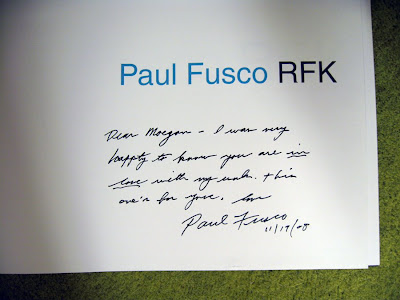 Paul Fusco RFK
Dear Morgan – I was very
happy to know you are in
love with my work. This
one's for you. love
Paul Fusco
11/19/08